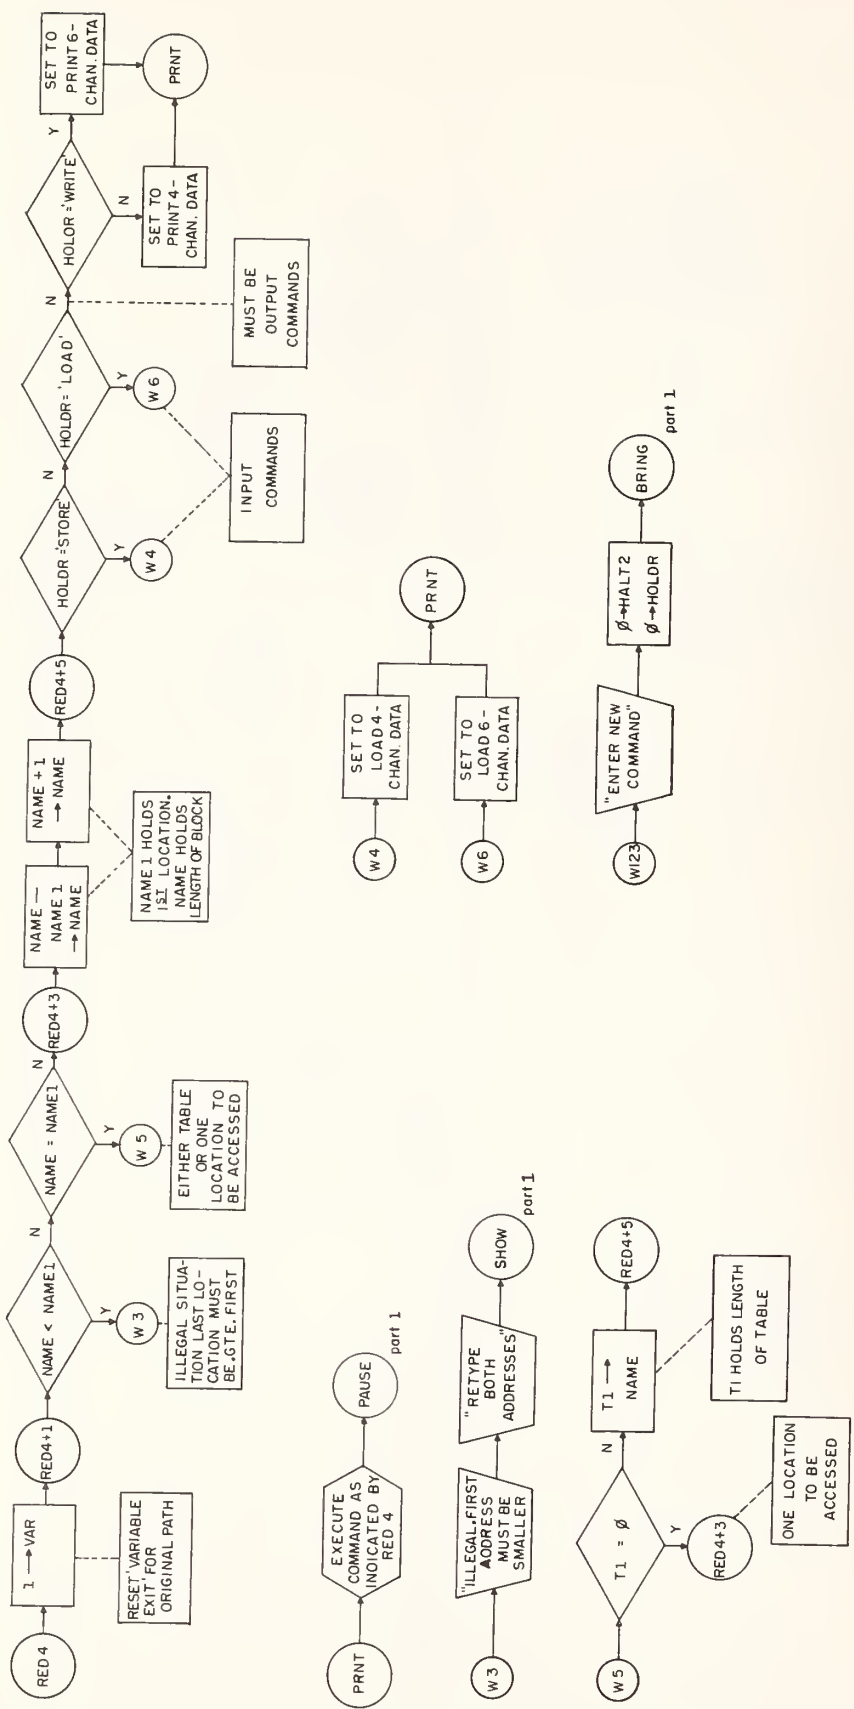 RED 4
1 → VAR
RESET 'VARIABLE
EXIT' FOR
ORIGINAL PATH
RED4+1
NAME < NAME1
N
Y
W 3
ILLEGAL SITUA-
TION LAST LO-
CATION MUST
BE.GTE.FIRST
NAME = NAME1
N
Y
W 5
EITHER TABLE
OR ONE
LOCATION TO
BE ACCESSED
RED4+3
NAME —
NAME 1
→ NAME
NAME + 1
→ NAME
NAME 1 HOLDS
1ST LOCATION.
NAME HOLDS
LENGTH OF BLOCK
RED4+5
HOLDR='STORE'
N
Y
W4
HOLDR='LOAD'
N
Y
W6
INPUT
COMMANDS
MUST BE
OUTPUT
COMMANDS
HOLOR='WRITE'
Y
N
SET TO
PRINT 6-
CHAN. DATA
SET TO
PRINT 4-
CHAN. DATA
PRNT
PRNT
EXECUTE
COMMAND AS
INDICATED BY
RED 4
PAUSE
part 1
W4
SET TO
LOAD 4-
CHAN. DATA
W6
SET TO
LOAD 6-
CHAN. DATA
PRNT
W 3
"ILLEGAL.FIRST
ADDRESS
MUST BE
SMALLER
"RETYPE
BOTH
ADDRESSES"
SHOW
part 1
W 5
T1 = Ø
N
Y
RED4+3
ONE LOCATION
TO BE
ACCESSED
T1 →
NAME
T1 HOLDS LENGTH
OF TABLE
RED4+5
W123
"ENTER NEW
COMMAND"
Ø→HALT2
Ø→HOLDR
BRING
part 1